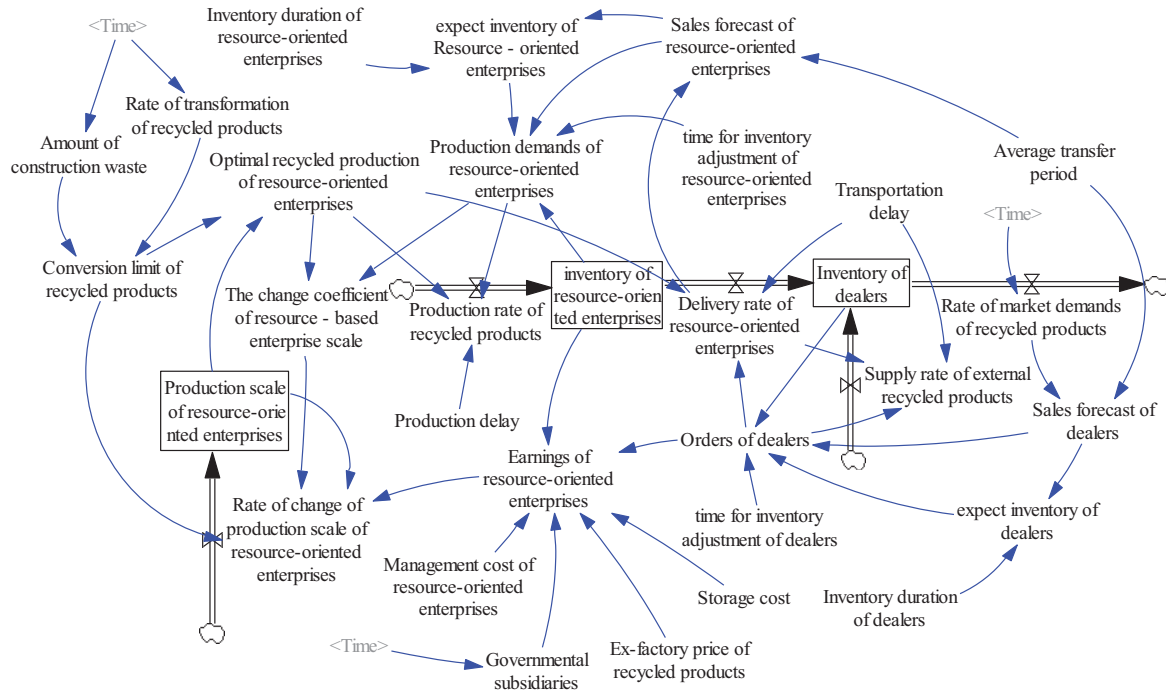 <Time>
Inventory duration of
resource-oriented
enterprises
expect inventory of
Resource - oriented
enterprises
Sales forecast of
resource-oriented
enterprises
Rate of transformation
of recycled products
Amount of
construction waste
Optimal recycled production
of resource-oriented
enterprises
Production demands of
resource-oriented
enterprises
time for inventory
adjustment of
resource-oriented
enterprises
Average transfer
period
Transportation
delay
<Time>
Conversion limit of
recycled products
The change coefficient
of resource - based
enterprise scale
Production rate of
recycled products
inventory of
resource-orien
ted enterprises
Delivery rate of
resource-oriented
enterprises
Inventory of
dealers
Rate of market demands
of recycled products
Production scale
of resource-orie
nted enterprises
Production delay
Supply rate of external
recycled products
Sales forecast of
dealers
Orders of dealers
Earnings of
resource-oriented
enterprises
Rate of change of
production scale of
resource-oriented
enterprises
time for inventory
adjustment of dealers
expect inventory of
dealers
Management cost of
resource-oriented
enterprises
Storage cost
Inventory duration
of dealers
<Time>
Governmental
subsidiaries
Ex-factory price of
recycled products